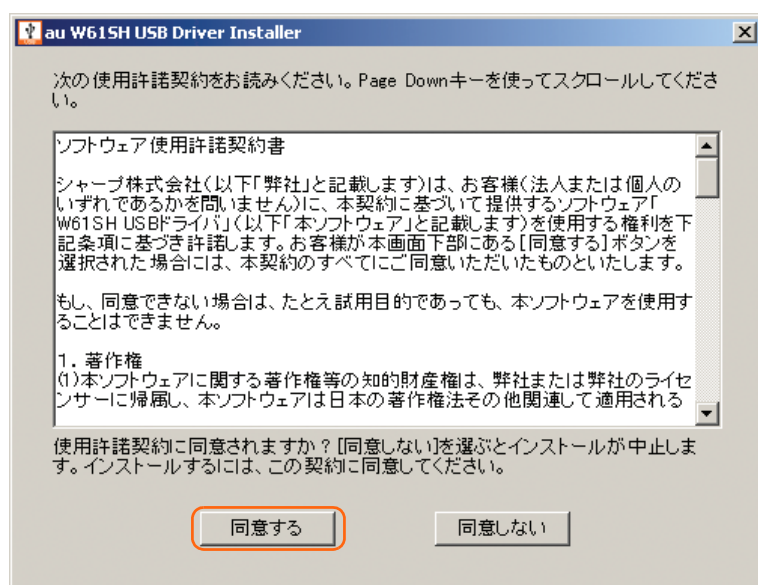 au W61SH USB Driver Installer
次の使用許諾契約をお読みください。Page Downキーを使ってスクロールしてくださ
い。
ソフトウェア使用許諾契約書
シャープ株式会社(以下「弊社」と記載します)は、お客様(法人または個人の
いずれであるかを問いません)に、本契約に基づいて提供するソフトウェア「
W61SH USBドライバ」(以下「本ソフトウェア」と記載します)を使用する権利を下
記条項に基づき許諾します。お客様が本画面下部にある[同意する]ボタンを
選択された場合には、本契約のすべてにご同意いただいたものといたします。
もし、同意できない場合は、たとえ試用目的であっても、本ソフトウェアを使用す
ることはできません。
1. 著作権
(1)本ソフトウェアに関する著作権等の知的財産権は、弊社または弊社のライセ
ンサーに帰属し、本ソフトウェアは日本の著作権法その他関連して適用される
使用許諾契約に同意されますか?[同意しない]を選ぶとインストールが中止しま
す。インストールするには、この契約に同意してください。
同意する
同意しない